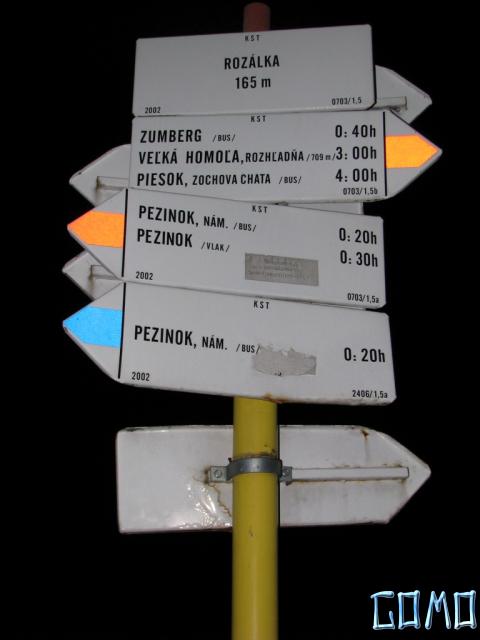 KST
ROZÁLKA
165 m
2002 0703/1,5
KST
ZUMBERG /BUS/ 0:40h
VEĽKÁ HOMOĽA, ROZHĽADŇA /709 m/ 3:00h
PIESOK, ZOCHOVA CHATA /BUS/ 4:00h
0703/1,5b
KST
PEZINOK, NÁM. /BUS/ 0:20h
PEZINOK /VLAK/ 0:30h
2002 0703/1,5a
KST
PEZINOK, NÁM. /BUS/ 0:20h
2002 2406/1,5a
GOMO